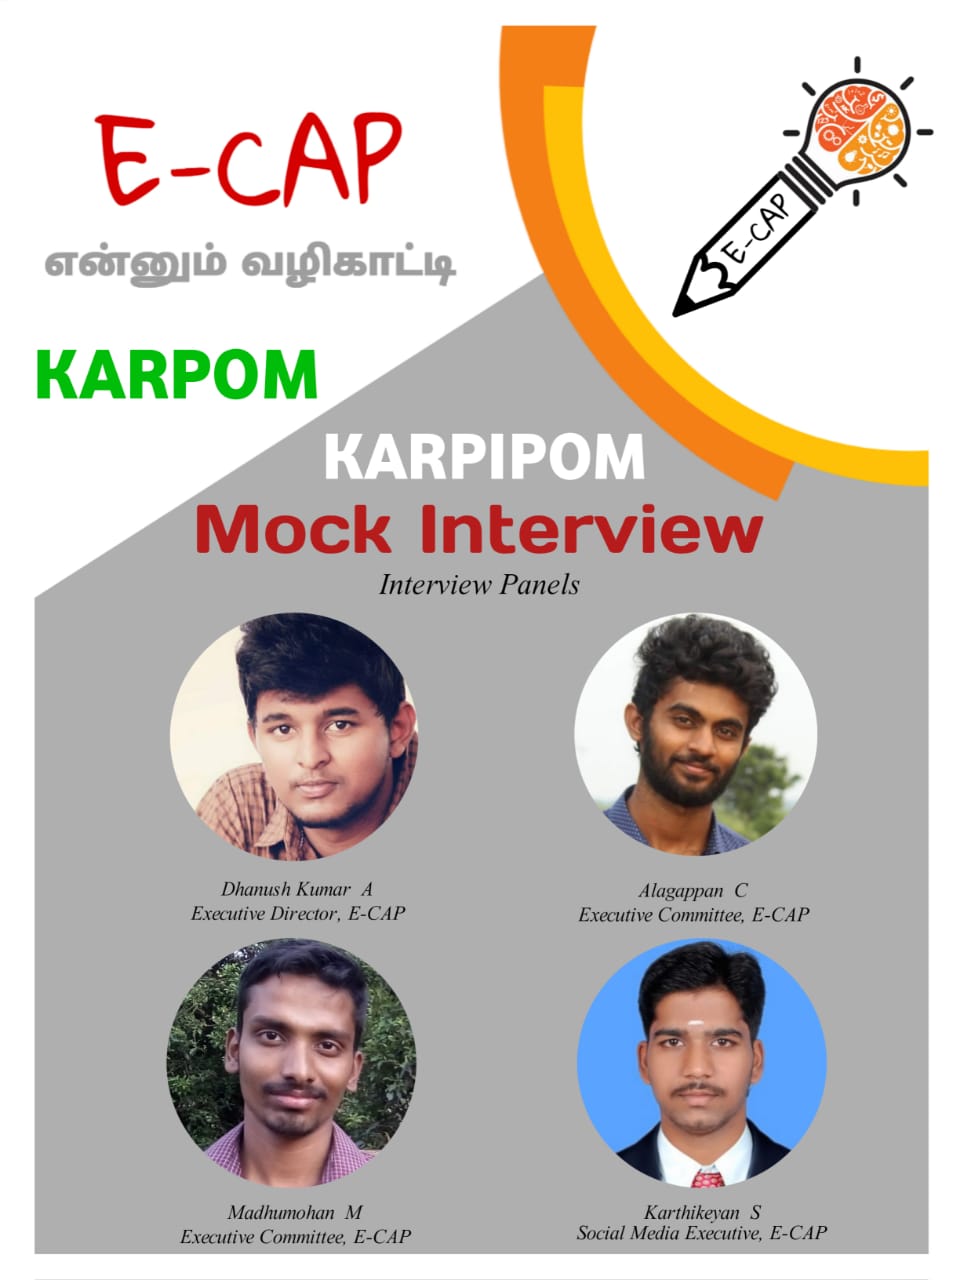 E-CAP
என்னும் வழிகாட்டி
E-CAP
KARPOM
KARPIPOM
Mock Interview
Interview Panels
Dhanush Kumar A
Executive Director, E-CAP
Alagappan C
Executive Committee, E-CAP
Madhumohan M
Executive Committee, E-CAP
Karthikeyan S
Social Media Executive, E-CAP